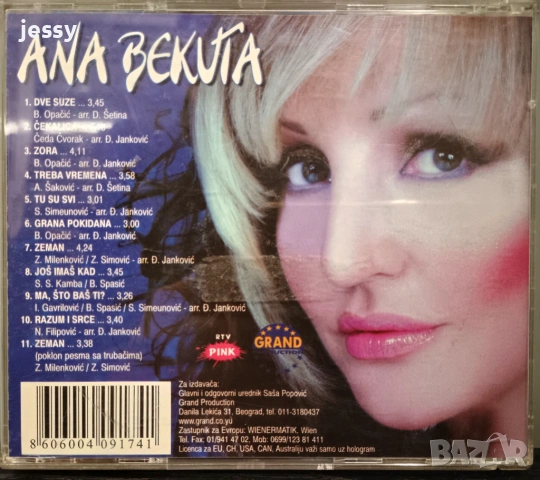 jessy
ANA BEKUTA
1. DVE SUZE ... 3,45
B. Opačić - arr. D. Šetina
2.
Čeda Čvorak - arr. Đ. Janković
3. ZORA ... 4,11
B. Opačić - arr. Đ. Janković
4. TREBA VREMENA ... 3,58
A. Šaković - arr. D. Šetina
5. TU SU SVI ... 3,01
S. Simeunović - arr. Đ. Janković
6. GRANA POKIDANA ... 3,00
B. Opačić - arr. Đ. Janković
7. ZEMAN ... 4,24
Z. Milenković / Z. Simović - arr. Đ. Janković
8. JOŠ IMAŠ KAD ... 3,45
S. S. Kamba / B. Spasić
9. MA, ŠTO BAŠ TI? ... 3,26
I. Gavrilović / B. Spasić / S. Simeunović - arr. Đ. Janković
10. RAZUM I SRCE ... 3,40
N. Filipović - arr. Đ. Janković
11. ZEMAN ... 3,38
(poklon pesma sa trubačima)
Z. Milenković / Z. Simović
RTV
PINK
GRAND
Za izdavača:
Glavni i odgovorni urednik Saša Popović
Grand Production
Danila Lekića 31, Beograd, tel. 011-3180437
www.grand.co.yu
Zastupnik za Evropu: WIENERMATIK, Wien
Tel. Fax: 01/941 47 02. Mob: 0699/123 81 411
Licenca za EU, CH, USA, CAN, Australiju važi samo uz hologram
8 606004 091741
BAZAR